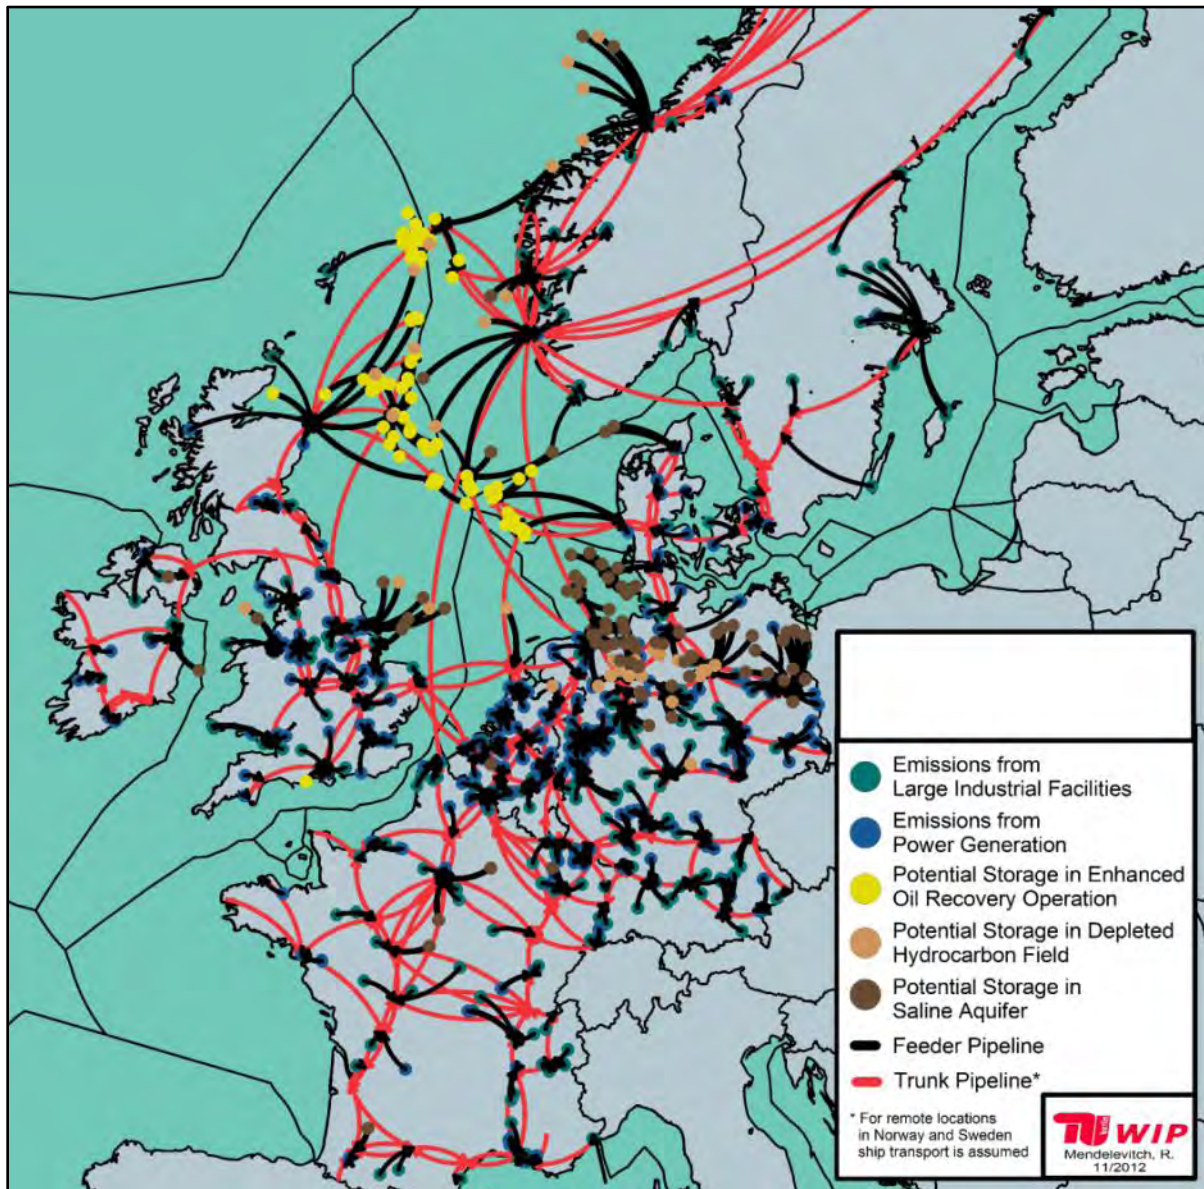 Emissions from
Large Industrial Facilities
Emissions from
Power Generation
Potential Storage in Enhanced
Oil Recovery Operation
Potential Storage in Depleted
Hydrocarbon Field
Potential Storage in
Saline Aquifer
Feeder Pipeline
Trunk Pipeline*
* For remote locations
in Norway and Sweden
ship transport is assumed
WIP
Mendelevitch, R.
11/2012